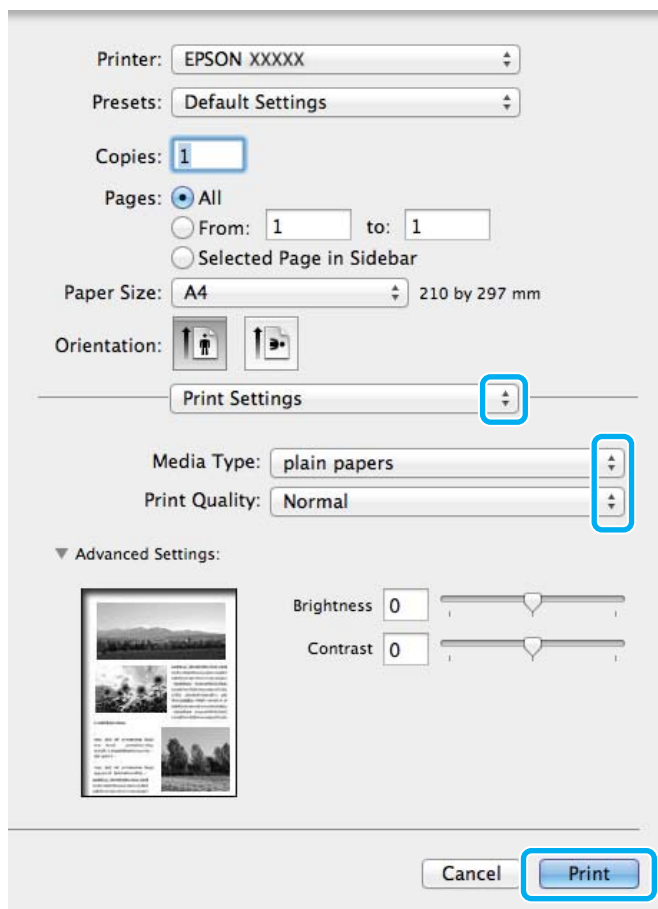 Printer: EPSON XXXXX
Presets: Default Settings
Copies: 1
Pages: All
From: 1 to: 1
Selected Page in Sidebar
Paper Size: A4 210 by 297 mm
Orientation:
Print Settings
Media Type: plain papers
Print Quality: Normal
Advanced Settings:
Brightness 0
Contrast 0
Cancel Print